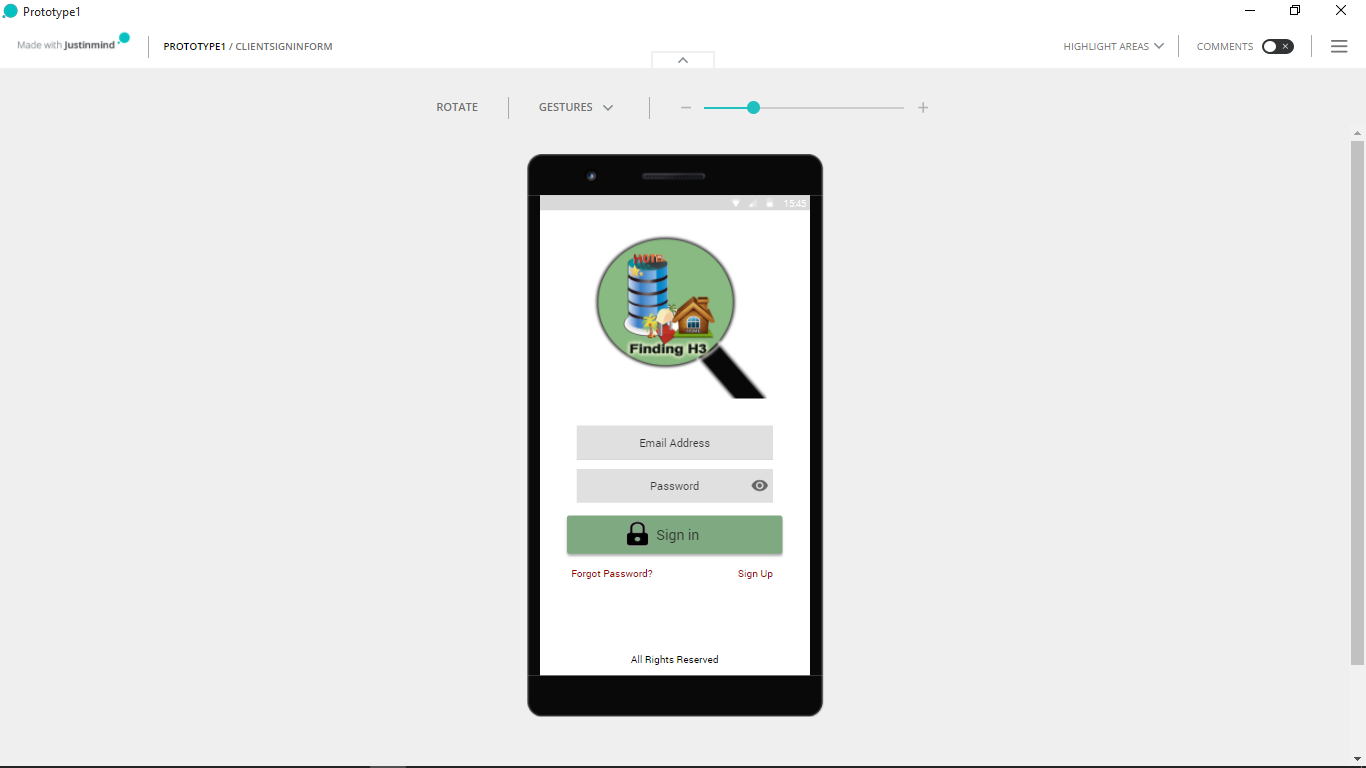 Prototype1
Made with Justinmind
PROTOTYPE1 / CLIENTSIGNINFORM
HIGHLIGHT AREAS
COMMENTS
ROTATE
GESTURES
15:45
HOME
Finding H3
Email Address
Password
Sign in
Forgot Password?
Sign Up
All Rights Reserved